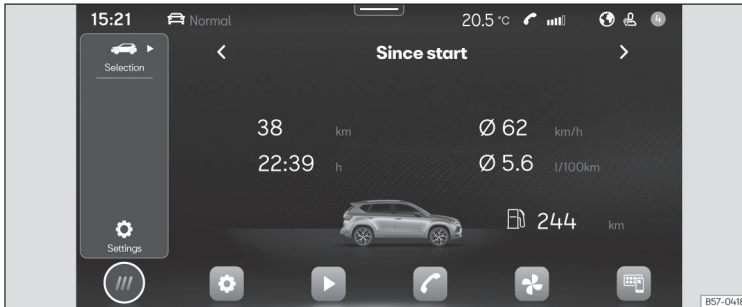 15:21 Normal 20.5 °C 4
Selection
Since start
38 km Ø 62 km/h
22:39 h Ø 5.6 l/100km
244 km
Settings
B57-0418